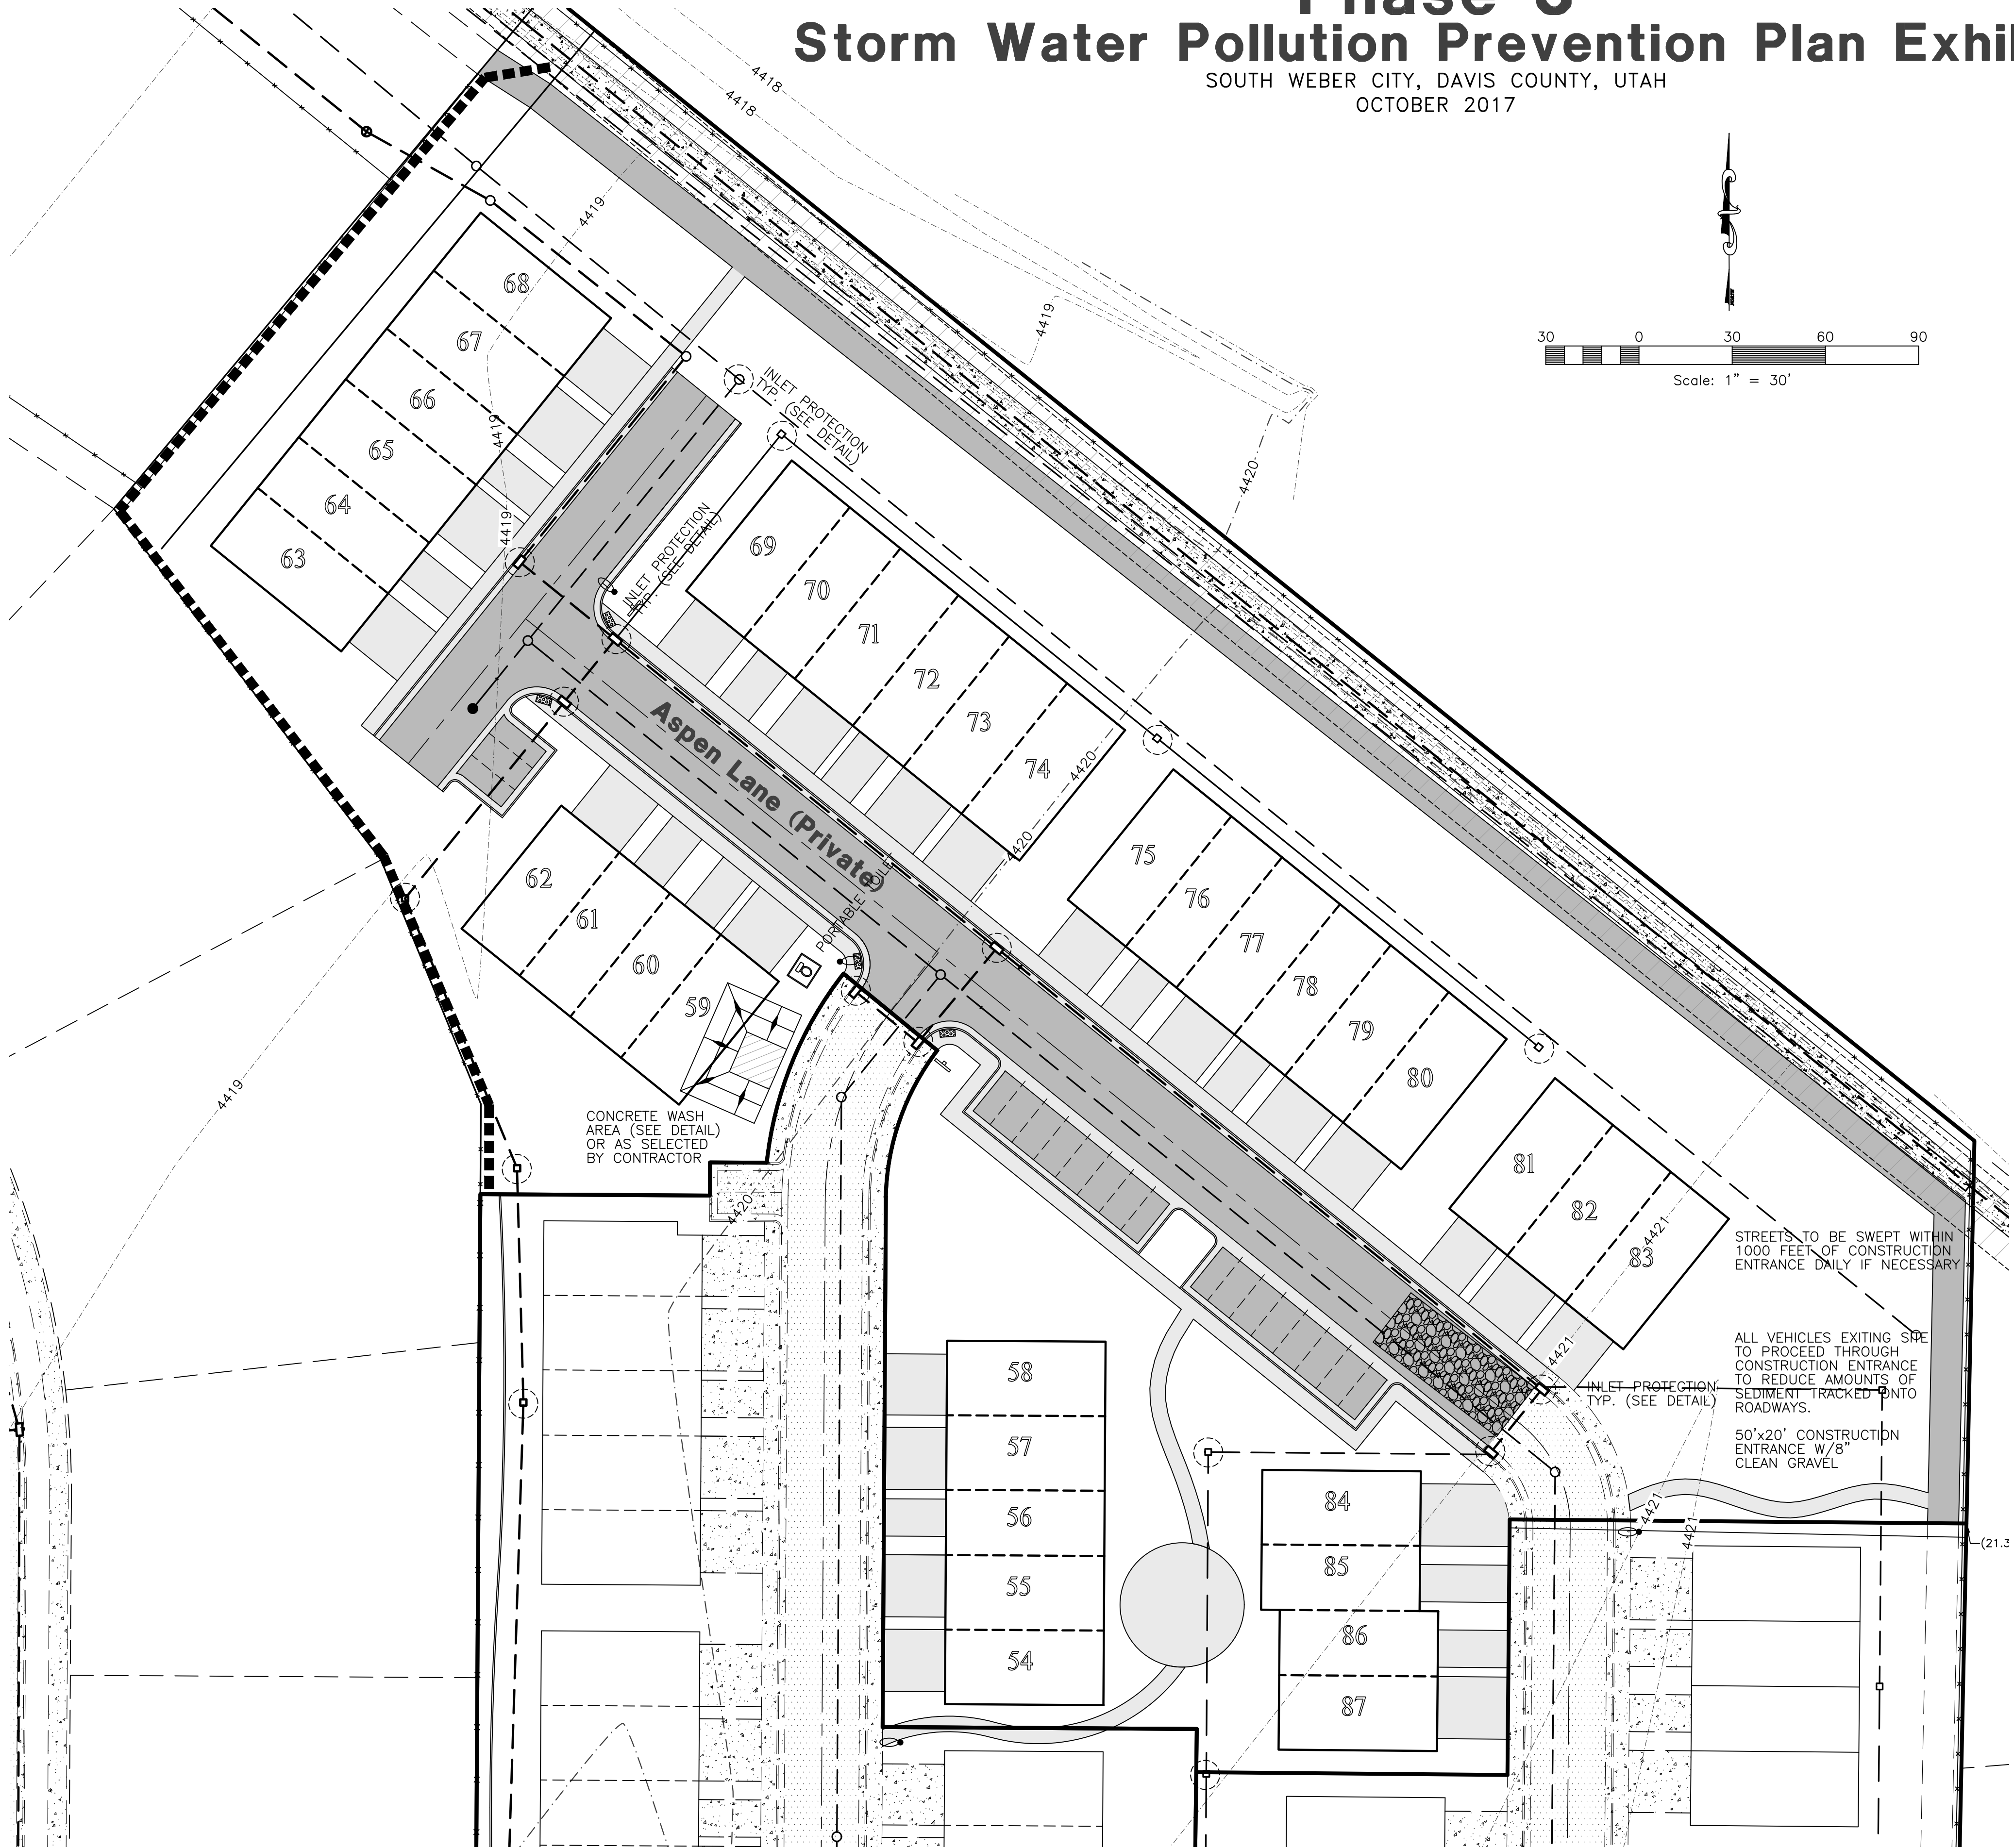 Storm Water Pollution Prevention Plan
SOUTH WEBER CITY, DAVIS COUNTY, UTAH
OCTOBER 2017
4418
4418
30 0 30 60 90
Scale: 1" = 30'
4419
4419
4419
4419
4419
4420
4420
4420
4420
4421
4421
4421
4421
68
67
66
65
64
63
INLET PROTECTION
TYP. (SEE DETAIL)
INLET PROTECTION
TYP. (SEE DETAIL)
69
70
71
72
73
74
Aspen Lane (Private)
PORTABLE TOILET
75
76
77
78
79
80
62
61
60
59
81
82
83
CONCRETE WASH
AREA (SEE DETAIL)
OR AS SELECTED
BY CONTRACTOR
STREETS TO BE SWEPT WITHIN
1000 FEET OF CONSTRUCTION
ENTRANCE DAILY IF NECESSARY
ALL VEHICLES EXITING SITE
TO PROCEED THROUGH
CONSTRUCTION ENTRANCE
TO REDUCE AMOUNTS OF
SEDIMENT TRACKED ONTO
ROADWAYS.
INLET PROTECTION
TYP. (SEE DETAIL)
50'x20' CONSTRUCTION
ENTRANCE W/8"
CLEAN GRAVEL
58
57
56
55
54
84
85
86
87
(21.3